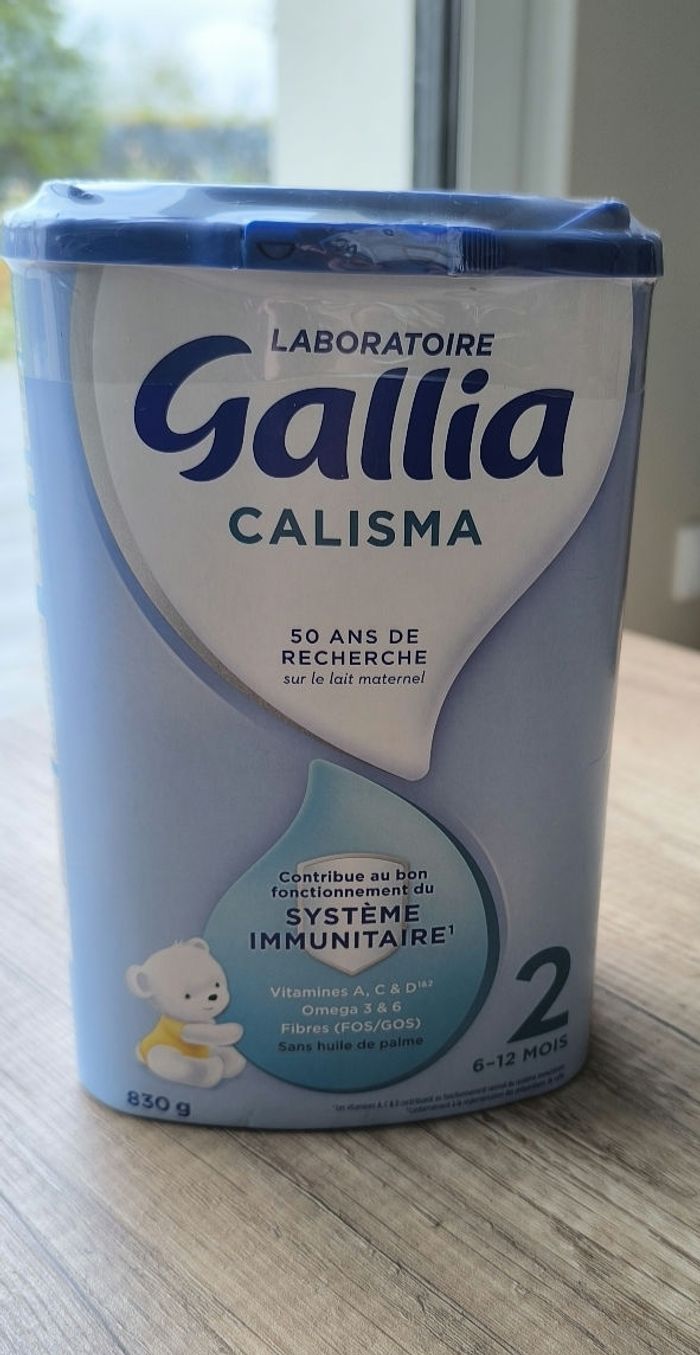 LABORATOIRE
Gallia
CALISMA
50 ANS DE
RECHERCHE
sur le lait maternel
Contribue au bon
fonctionnement du
SYSTÈME
IMMUNITAIRE¹
Vitamines A, C & D¹&²
Omega 3 & 6
Fibres (FOS/GOS)
Sans huile de palme
2
6-12 MOIS
830 g